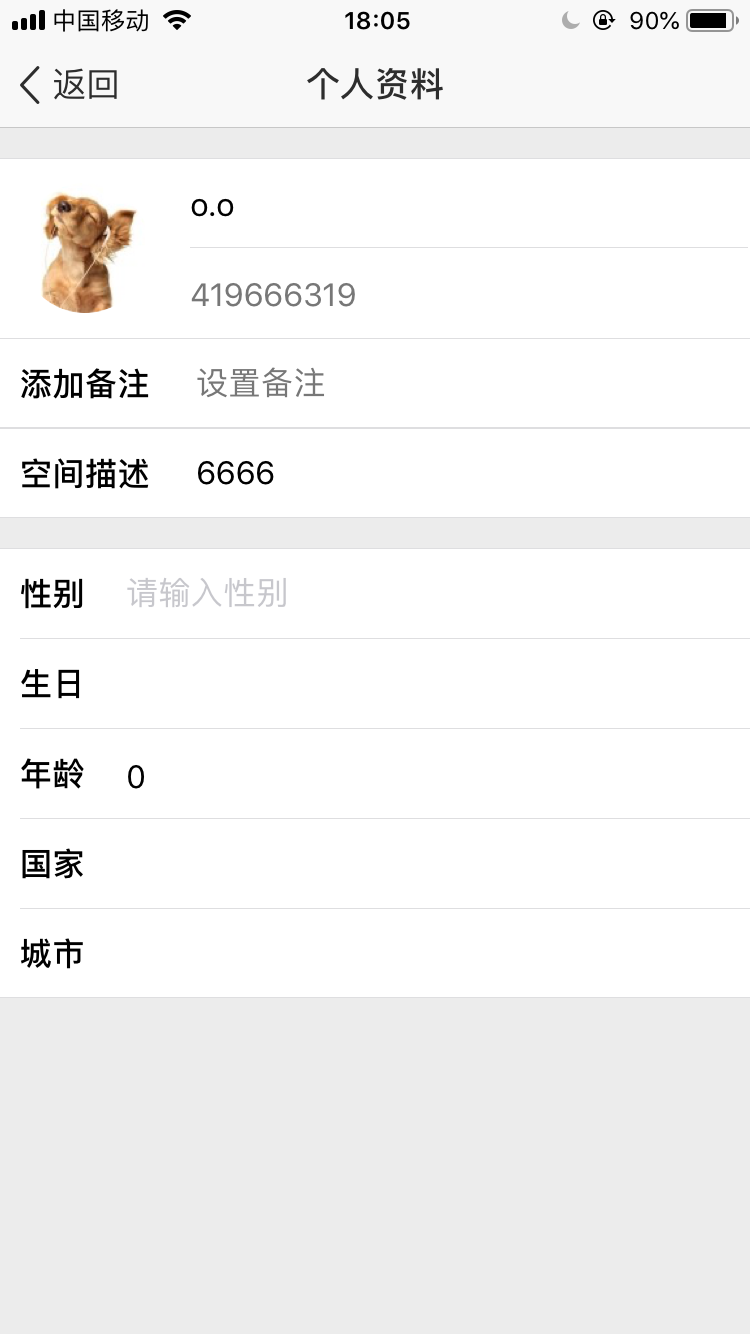 中国移动 18:05 90%
返回 个人资料
o.o
419666319
添加备注 设置备注
空间描述 6666
性别 请输入性别
生日
年龄 0
国家
城市